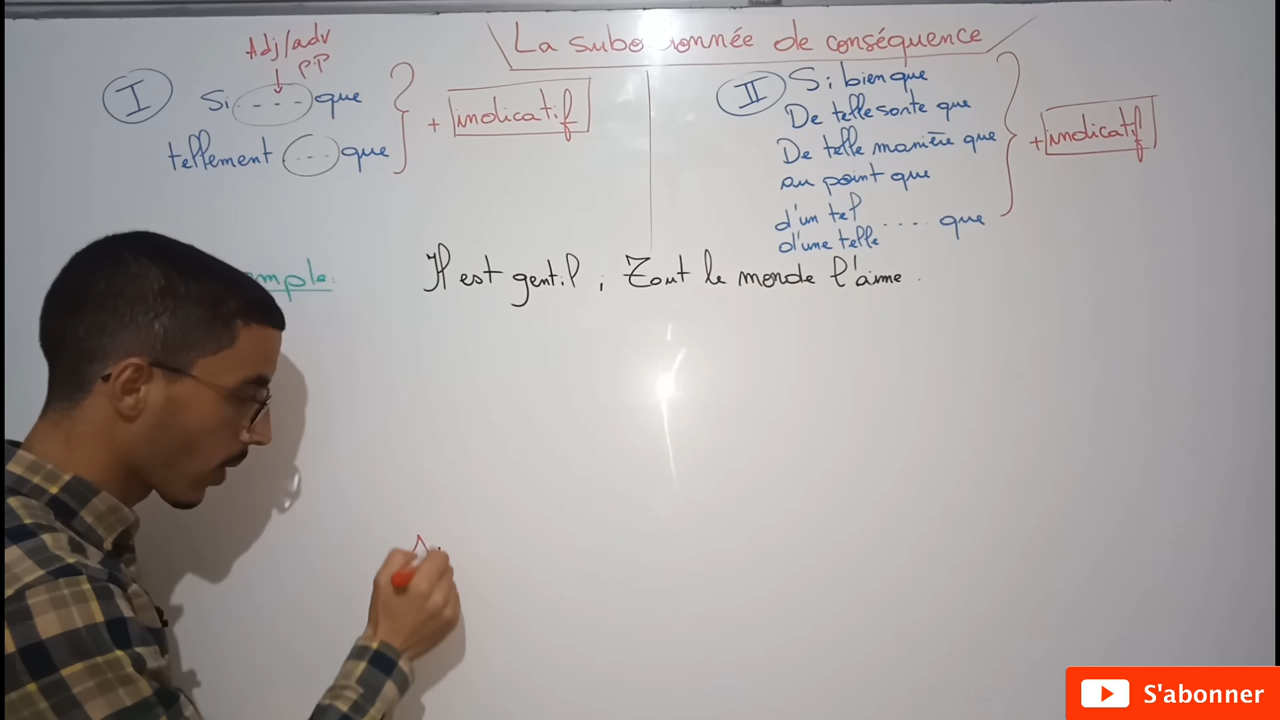 La subordonnée de conséquence
Adj/adv
P.P
I
Si - - - que
tellement - - - que
+ indicatif
II
Si bien que
De telle sorte que
De telle manière que
au point que
d'un tel
d'une telle .... que
+ indicatif
mple:
Il est gentil ; Tout le monde l'aime .
S'abonner